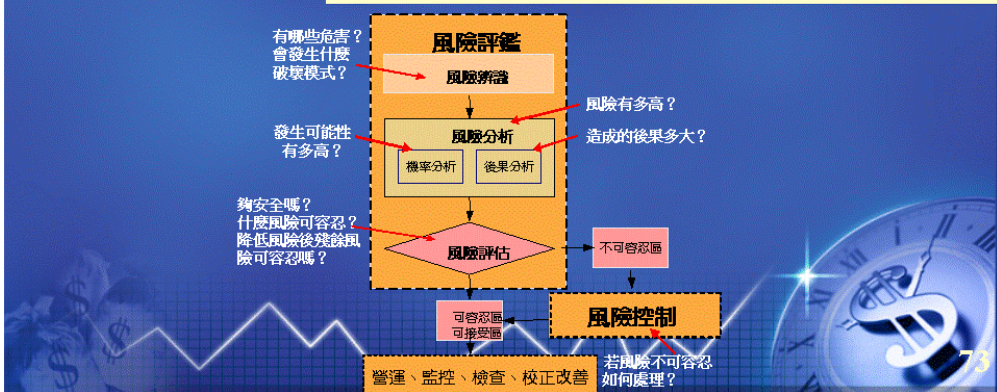 有哪些危害？
會發生什麼
破壞模式？
風險評鑑
風險辨識
風險有多高？
發生可能性
有多高？
風險分析
造成的後果多大？
機率分析
後果分析
夠安全嗎？
什麼風險可容忍？
降低風險後殘餘風
險可容忍嗎？
風險評估
不可容忍區
可容忍區
可接受區
風險控制
若風險不可容忍
如何處理？
營運、監控、檢查、校正改善
73